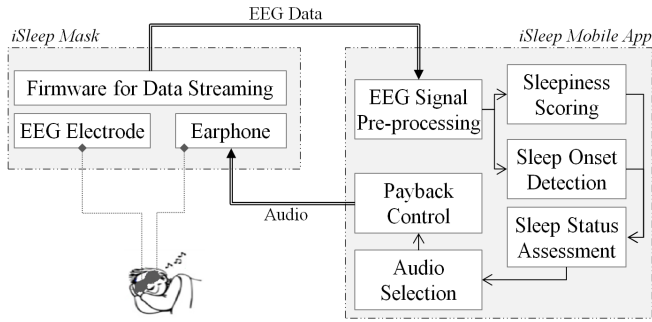 EEG Data
iSleep Mask
iSleep Mobile App
Firmware for Data Streaming
EEG Electrode
Earphone
EEG Signal
Pre-processing
Sleepiness
Scoring
Sleep Onset
Detection
Audio
Payback
Control
Sleep Status
Assessment
Audio
Selection